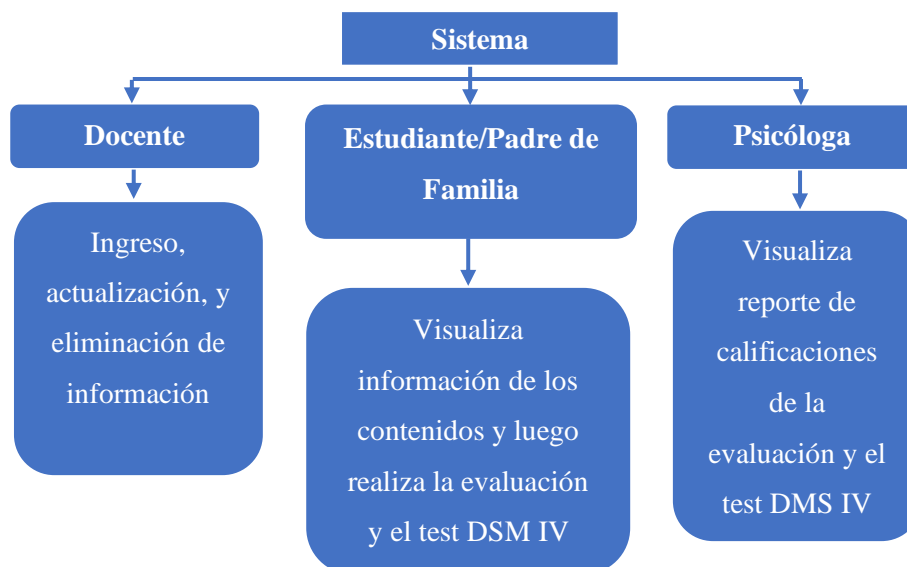 Sistema
Docente
Estudiante/Padre de
Familia
Psicóloga
Ingreso,
actualización, y
eliminación de
información
Visualiza
información de los
contenidos y luego
realiza la evaluación
y el test DSM IV
Visualiza
reporte de
calificaciones
de la
evaluación y el
test DMS IV